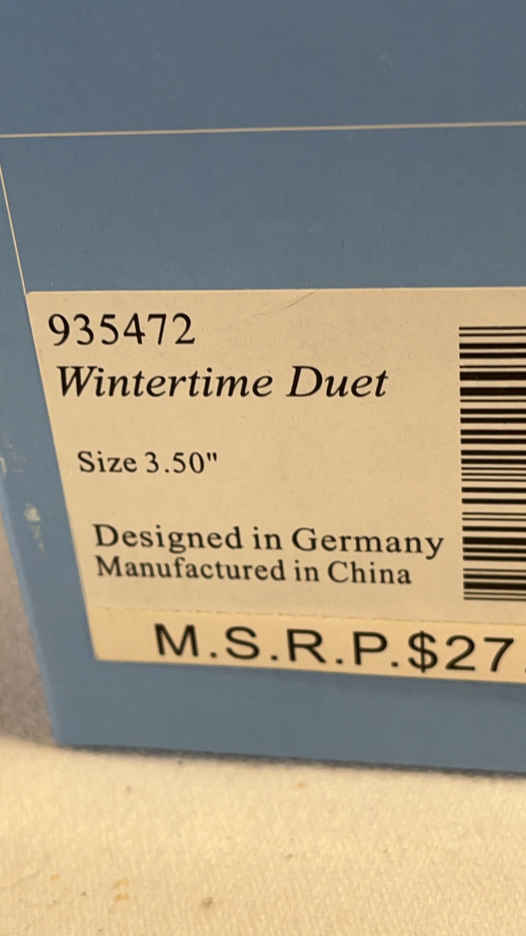 935472
Wintertime Duet
Size 3.50"
Designed in Germany
Manufactured in China
M.S.R.P.$27.